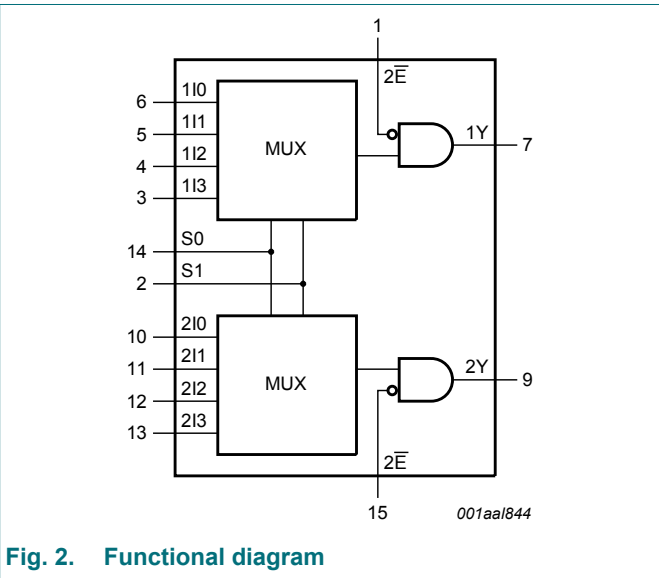 1
2E̅
6 1I0
5 1I1
4 1I2
3 1I3
MUX
1Y 7
14 S0
2 S1
10 2I0
11 2I1
12 2I2
13 2I3
MUX
2Y 9
2E̅
15
001aal844
Fig. 2. Functional diagram